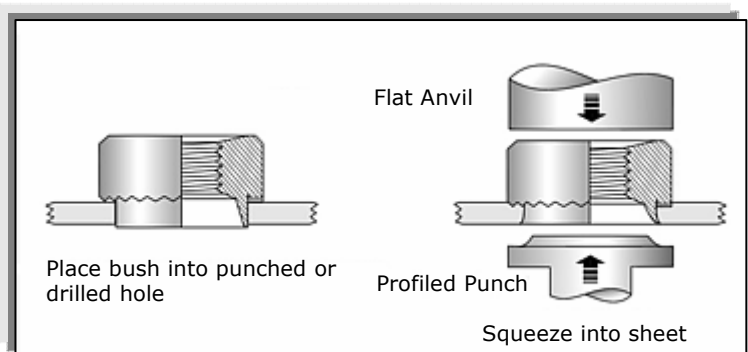 Flat Anvil
Place bush into punched or
drilled hole
Profiled Punch
Squeeze into sheet